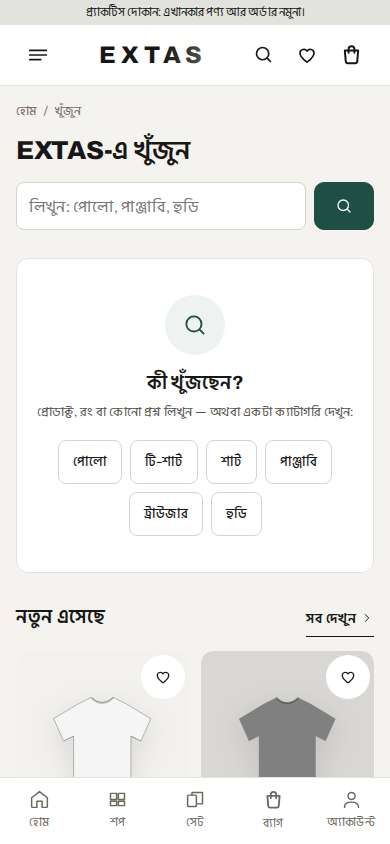 প্র্যাকটিস দোকান: এখানকার পণ্য আর অর্ডার নমুনা।
EXTAS
হোম / খুঁজুন
EXTAS-এ খুঁজুন
লিখুন: পোলো, পাঞ্জাবি, হুডি
কী খুঁজছেন?
প্রোডাক্ট, রং বা কোনো প্রশ্ন লিখুন — অথবা একটা ক্যাটাগরি দেখুন:
পোলো টি-শার্ট শার্ট পাঞ্জাবি
ট্রাউজার হুডি
নতুন এসেছে সব দেখুন
হোম শপ সেট ব্যাগ অ্যাকাউন্ট